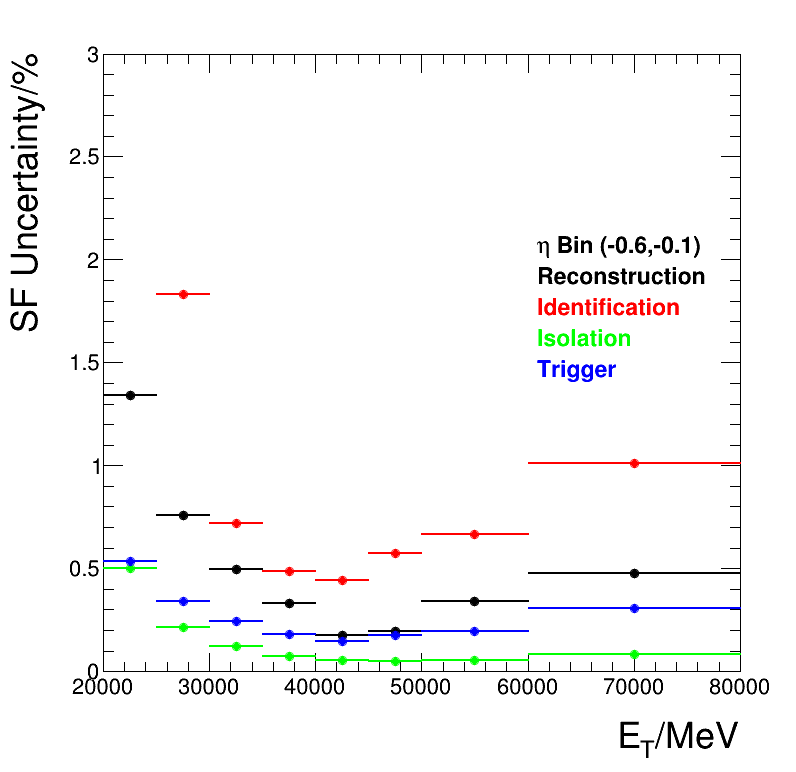 SF Uncertainty/%
3
2.5
2
1.5
1
0.5
0
η Bin (-0.6,-0.1)
Reconstruction
Identification
Isolation
Trigger
20000 30000 40000 50000 60000 70000 80000
E_T/MeV